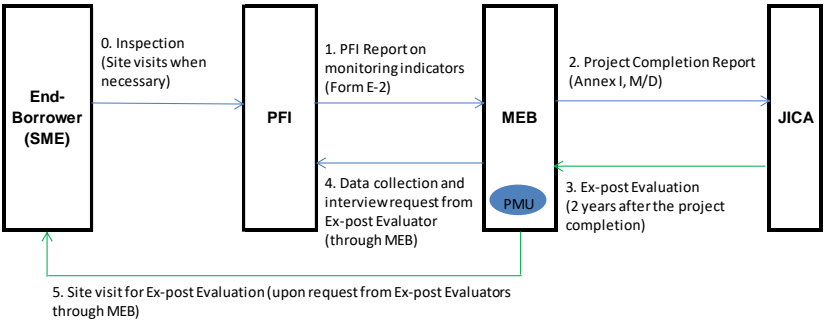 0. Inspection
(Site visits when
necessary)
1. PFI Report on
monitoring indicators
(Form E-2)
2. Project Completion Report
(Annex I, M/D)
End-
Borrower
(SME)
PFI
MEB
JICA
4. Data collection and
interview request from
Ex-post Evaluator
(through MEB)
PMU
3. Ex-post Evaluation
(2 years after the project
completion)
5. Site visit for Ex-post Evaluation (upon request from Ex-post Evaluators
through MEB)